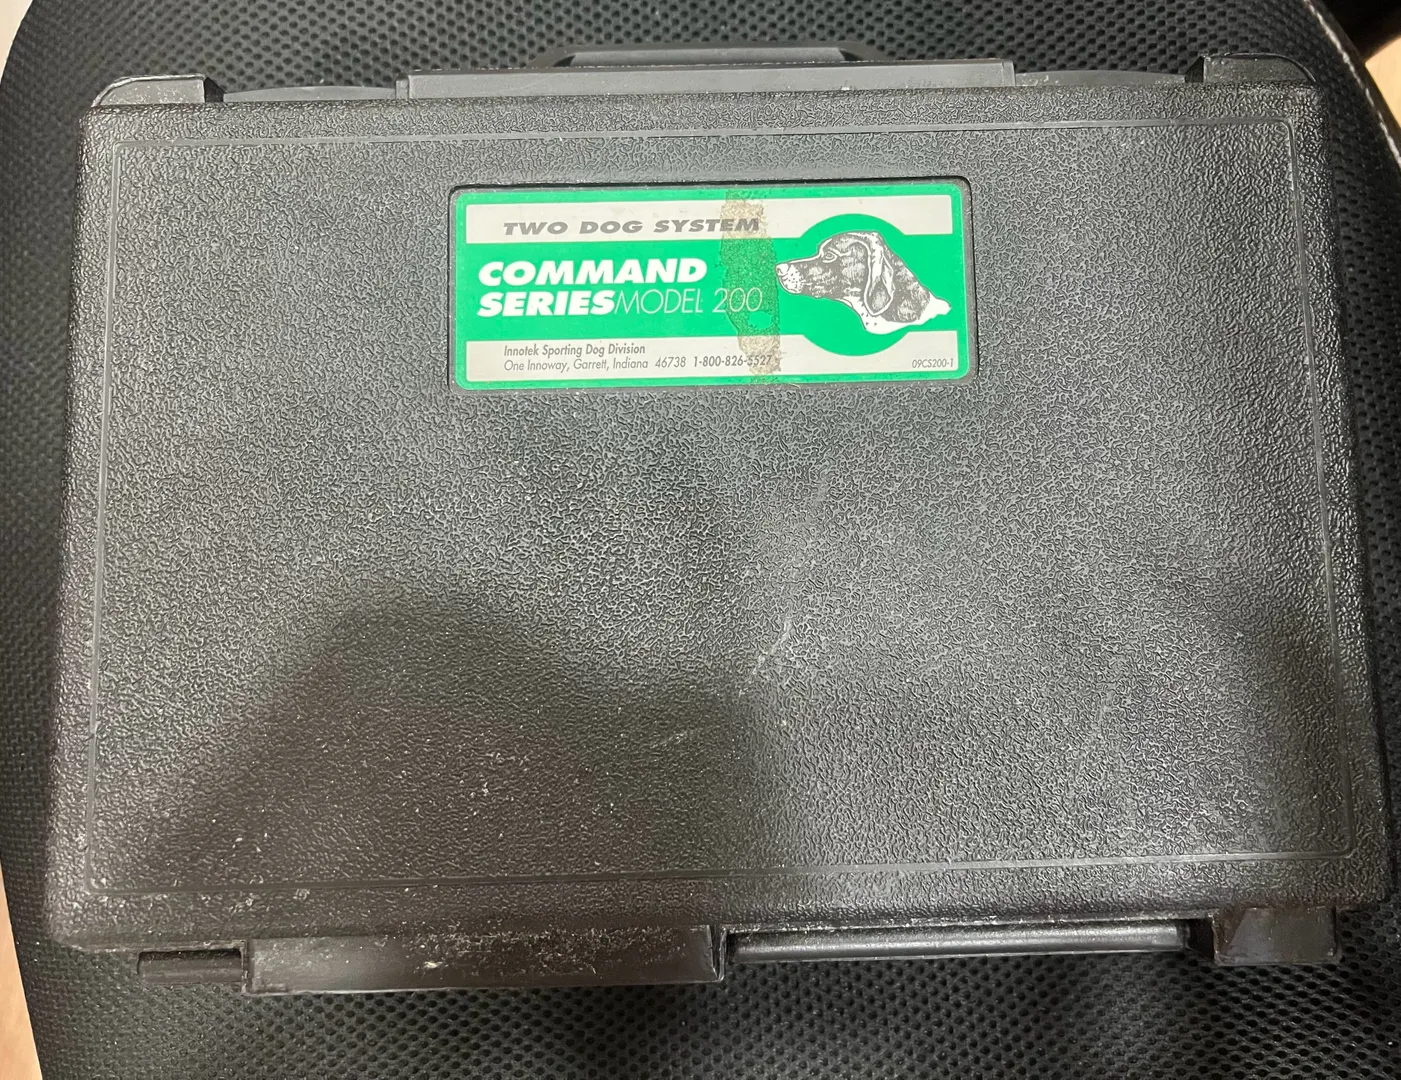 TWO DOG SYSTEM
COMMAND
SERIES MODEL 200
Innotek Sporting Dog Division
One Innoway, Garrett, Indiana 46738 1-800-826-5527
09CS200-1